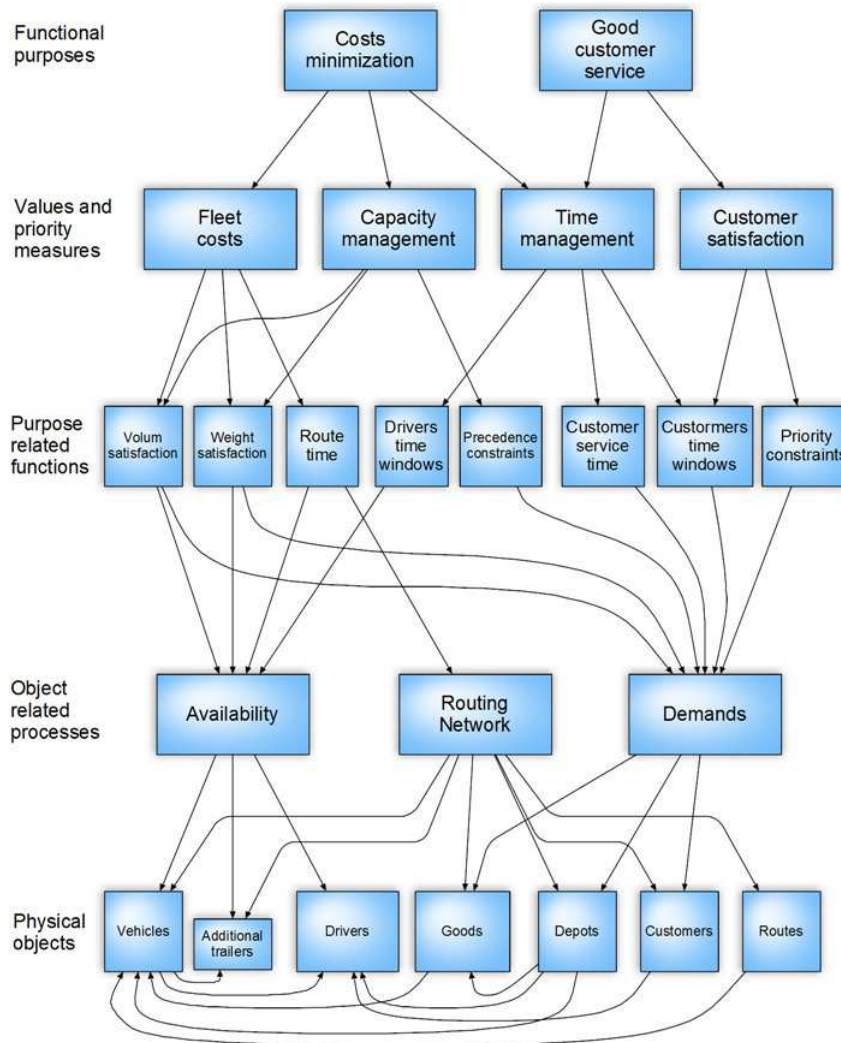 Functional
purposes
Costs
minimization
Good
customer
service
Values and
priority
measures
Fleet
costs
Capacity
management
Time
management
Customer
satisfaction
Purpose
related
functions
Volum
satisfaction
Weight
satisfaction
Route
time
Drivers
time
windows
Precedence
constraints
Customer
service
time
Custormers
time
windows
Priority
constraints
Object
related
processes
Availability
Routing
Network
Demands
Physical
objects
Vehicles
Additional
trailers
Drivers
Goods
Depots
Customers
Routes